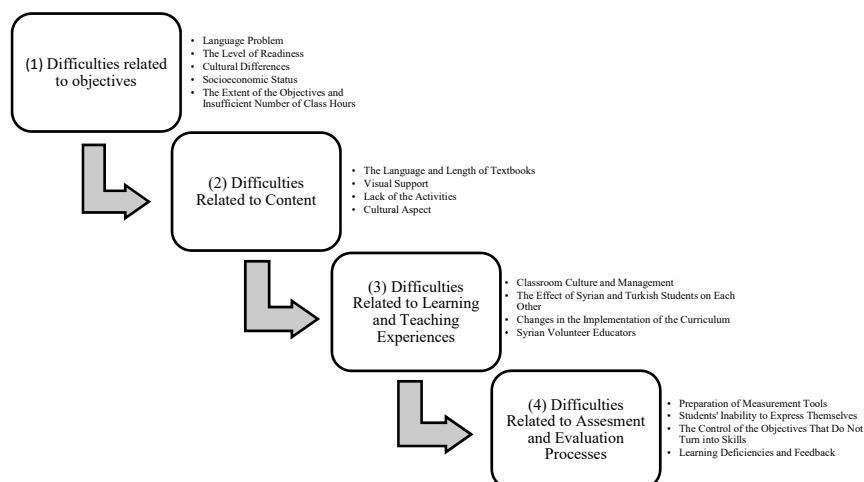 (1) Difficulties related
to objectives
• Language Problem
• The Level of Readiness
• Cultural Differences
• Socioeconomic Status
• The Extent of the Objectives and
Insufficient Number of Class Hours
(2) Difficulties
Related to Content
• The Language and Length of Textbooks
• Visual Support
• Lack of the Activities
• Cultural Aspect
(3) Difficulties
Related to Learning
and Teaching
Experiences
• Classroom Culture and Management
• The Effect of Syrian and Turkish Students on Each
Other
• Changes in the Implementation of the Curriculum
• Syrian Volunteer Educators
(4) Difficulties
Related to Assesment
and Evaluation
Processes
• Preparation of Measurement Tools
• Students' Inability to Express Themselves
• The Control of the Objectives That Do Not
Turn into Skills
• Learning Deficiencies and Feedback